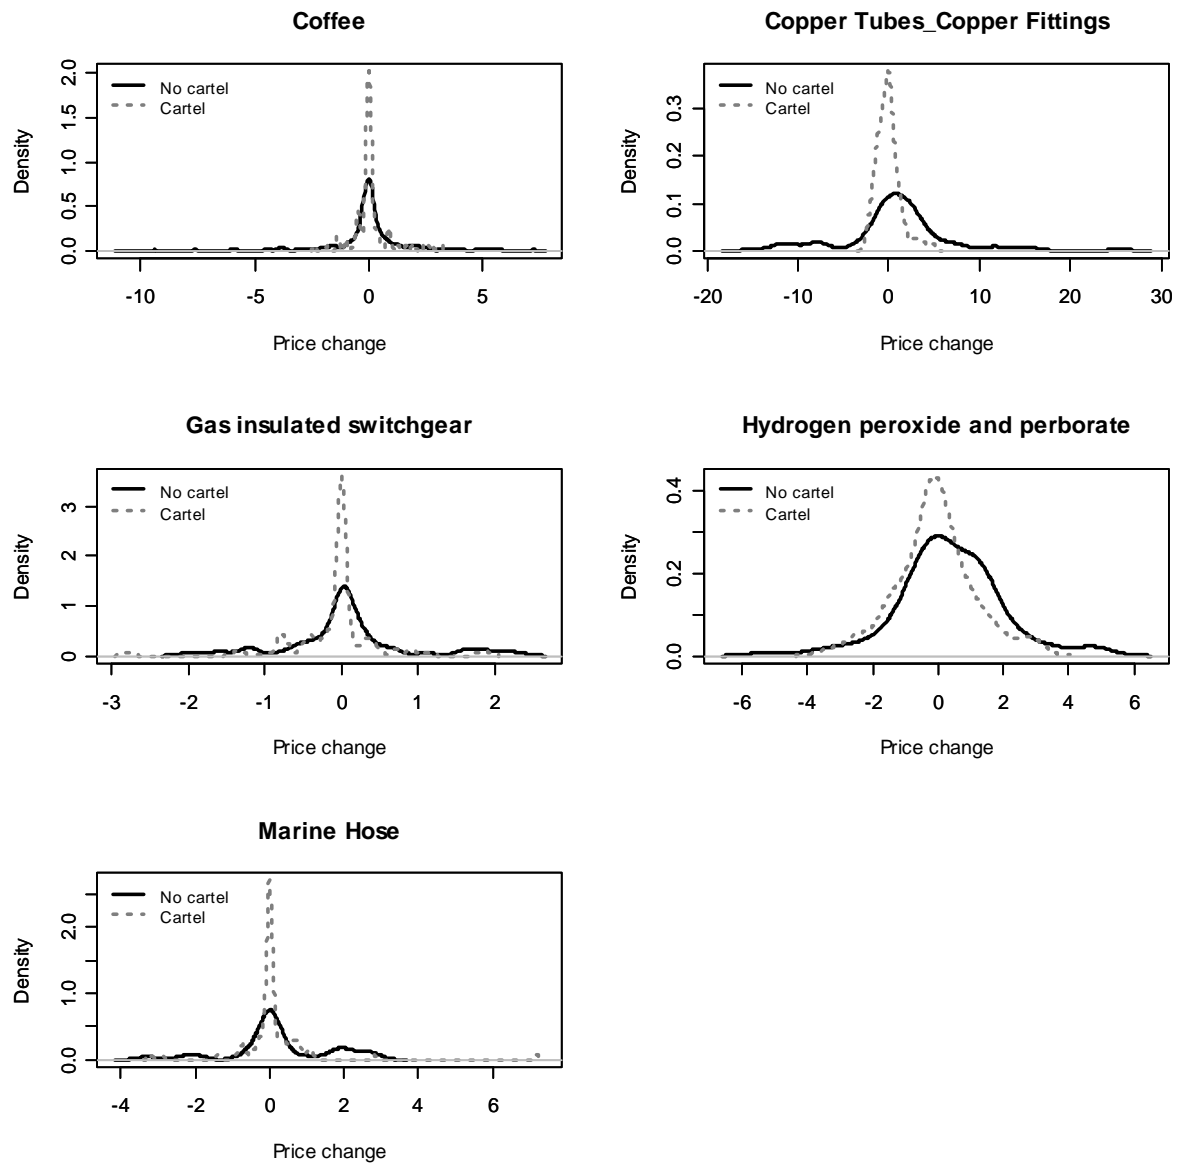 Coffee
No cartel
Cartel
Density
0.0 0.5 1.0 1.5 2.0
-10 -5 0 5
Price change
Copper Tubes_Copper Fittings
No cartel
Cartel
Density
0.0 0.1 0.2 0.3
-20 -10 0 10 20 30
Price change
Gas insulated switchgear
No cartel
Cartel
Density
0 1 2 3
-3 -2 -1 0 1 2
Price change
Hydrogen peroxide and perborate
No cartel
Cartel
Density
0.0 0.2 0.4
-6 -4 -2 0 2 4 6
Price change
Marine Hose
No cartel
Cartel
Density
0.0 1.0 2.0
-4 -2 0 2 4 6
Price change